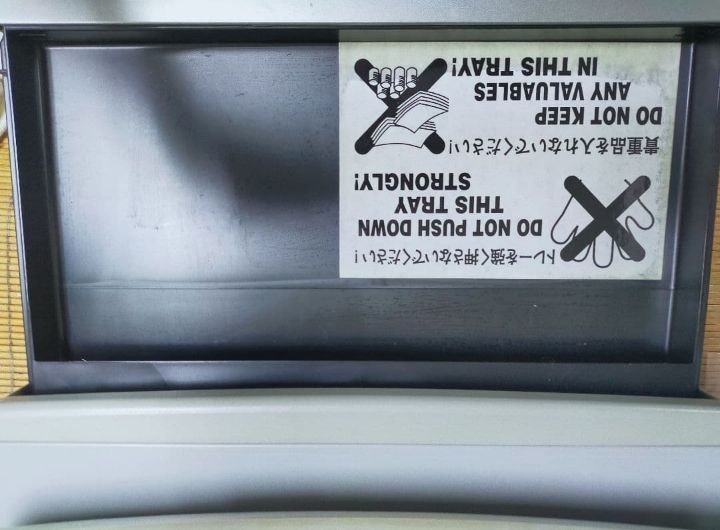 トレーを強く押さないでください!
DO NOT PUSH DOWN
THIS TRAY
STRONGLY!
貴重品を入れないでください!
DO NOT KEEP
ANY VALUABLES
IN THIS TRAY!